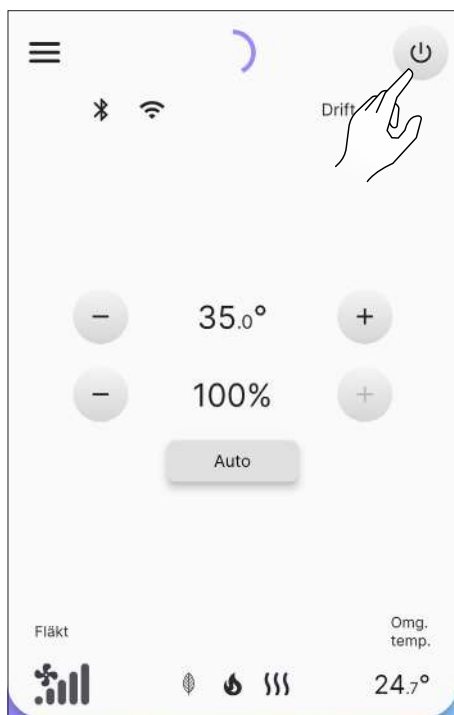 Drift
− 35.0° +
− 100% +
Auto
Fläkt
Omg.
temp.
24.7°